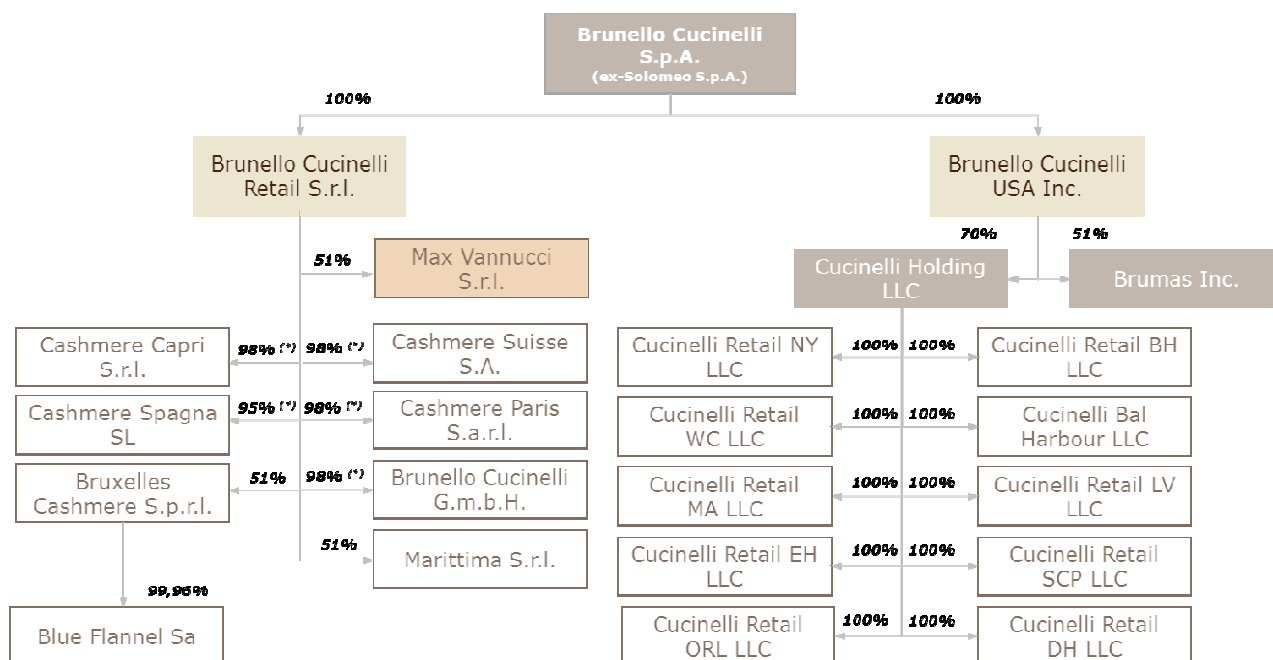 Brunello Cucinelli
S.p.A.
(ex-Solomeo S.p.A.)
100%
100%
Brunello Cucinelli
Retail S.r.l.
Brunello Cucinelli
USA Inc.
51%
Max Vannucci
S.r.l.
70%
51%
Cucinelli Holding
LLC
Brumas Inc.
Cashmere Capri
S.r.l.
98% (*)
98% (*)
Cashmere Suisse
S.A.
Cashmere Spagna
SL
95% (*)
98% (*)
Cashmere Paris
S.a.r.l.
Bruxelles
Cashmere S.p.r.l.
51%
98% (*)
Brunello Cucinelli
G.m.b.H.
51%
Marittima S.r.l.
Blue Flannel Sa
Cucinelli Retail NY
LLC
100%
100%
Cucinelli Retail BH
LLC
Cucinelli Retail
WC LLC
100%
100%
Cucinelli Bal
Harbour LLC
Cucinelli Retail
MA LLC
100%
100%
Cucinelli Retail LV
LLC
Cucinelli Retail EH
LLC
100%
100%
Cucinelli Retail
SCP LLC
Cucinelli Retail
ORL LLC
100%
100%
Cucinelli Retail
DH LLC